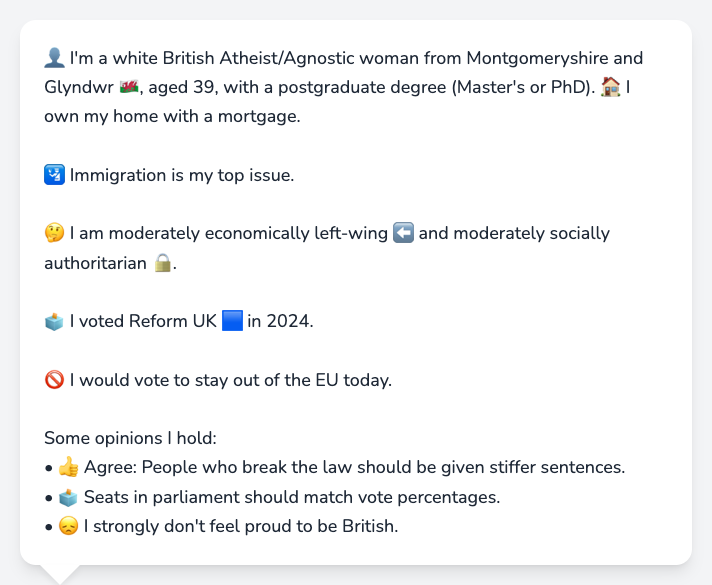 👤 I'm a white British Atheist/Agnostic woman from Montgomeryshire and
Glyndwr 🏴󠁧󠁢󠁷󠁬󠁳󠁿, aged 39, with a postgraduate degree (Master's or PhD). 🏠 I
own my home with a mortgage.
🛂 Immigration is my top issue.
🤔 I am moderately economically left-wing ⬅️ and moderately socially
authoritarian 🔒.
🗳️ I voted Reform UK 🟦 in 2024.
🚫 I would vote to stay out of the EU today.
Some opinions I hold:
• 👍 Agree: People who break the law should be given stiffer sentences.
• 🗳️ Seats in parliament should match vote percentages.
• 😞 I strongly don't feel proud to be British.